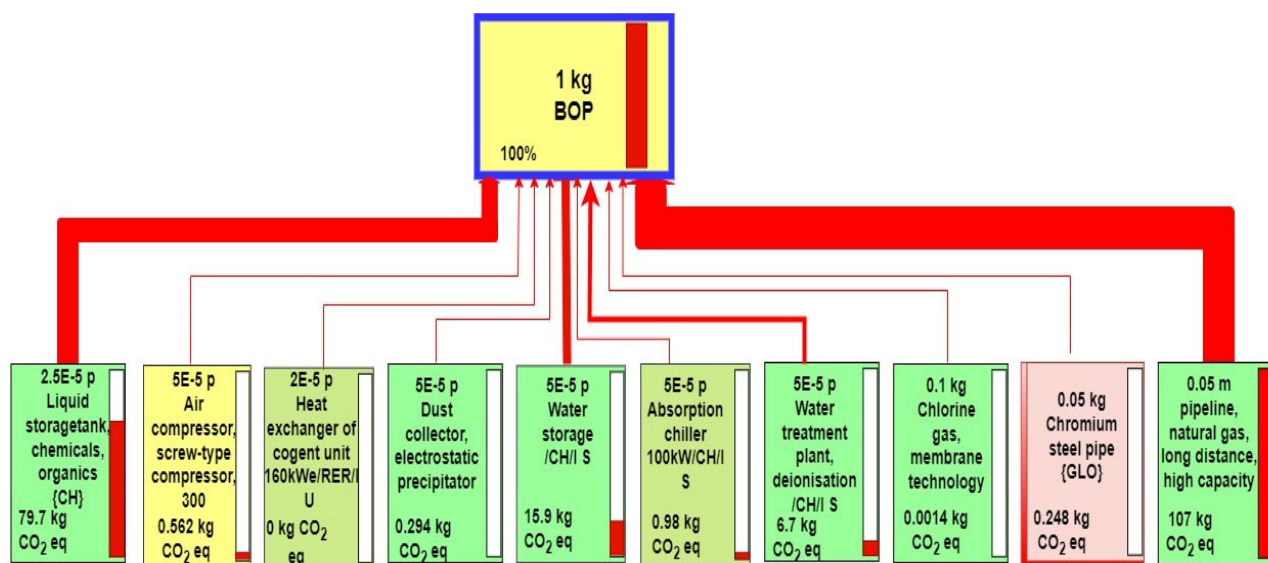 1 kg
BOP
100%
2.5E-5 p
Liquid
storagetank,
chemicals,
organics
{CH}
79.7 kg
CO₂ eq
5E-5 p
Air
compressor,
screw-type
compressor,
300
0.562 kg
CO₂ eq
2E-5 p
Heat
exchanger of
cogent unit
160kWe/RER/I
U
0 kg CO₂
eq
5E-5 p
Dust
collector,
electrostatic
precipitator
0.294 kg
CO₂ eq
5E-5 p
Water
storage
/CH/I S
15.9 kg
CO₂ eq
5E-5 p
Absorption
chiller
100kW/CH/I
S
0.98 kg
CO₂ eq
5E-5 p
Water
treatment
plant,
deionisation
/CH/I S
6.7 kg
CO₂ eq
0.1 kg
Chlorine
gas,
membrane
technology
0.0014 kg
CO₂ eq
0.05 kg
Chromium
steel pipe
{GLO}
0.248 kg
CO₂ eq
0.05 m
pipeline,
natural gas,
long distance,
high capacity
107 kg
CO₂ eq